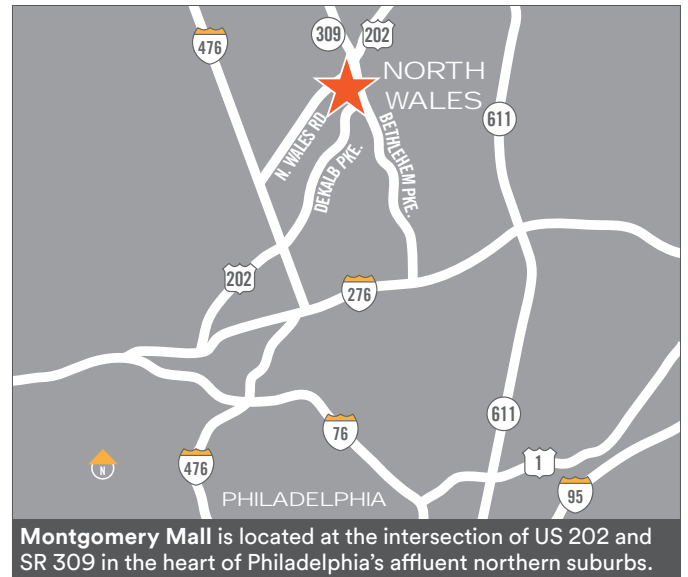 309
202
476
NORTH
WALES
611
N. WALES RD.
DEKALB PKE.
BETHLEHEM PKE.
202
276
611
76
476
1
N
95
PHILADELPHIA
Montgomery Mall is located at the intersection of US 202 and
SR 309 in the heart of Philadelphia's affluent northern suburbs.